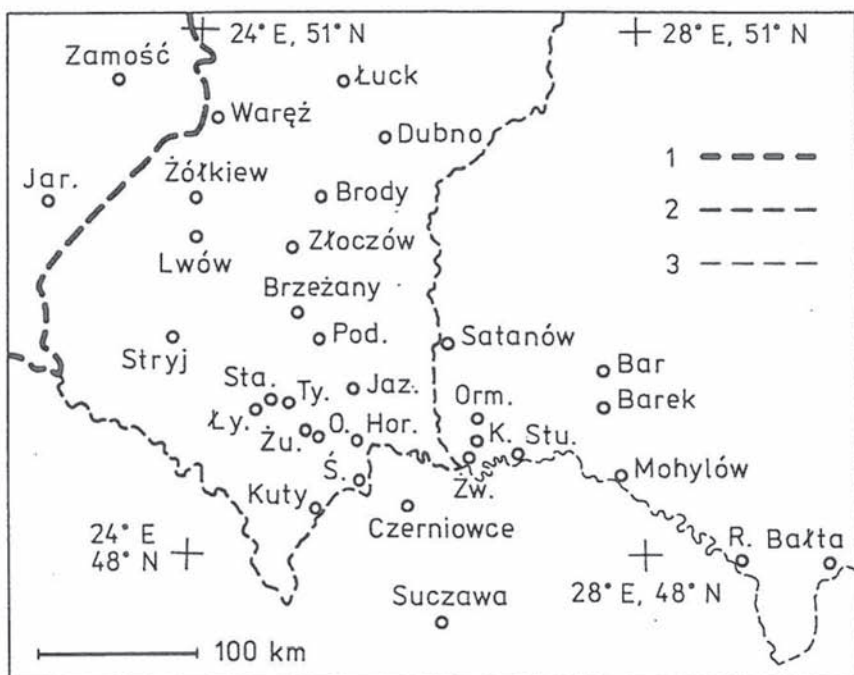 24° E, 51° N
28° E, 51° N
Zamość
Łuck
Waręż
Dubno
1
Jar.
Żółkiew
Brody
2
Lwów
Złoczów
3
Brzeżany
Stryj
Pod.
Satanów
Bar
Sta.
Ty.
Jaz.
Orm.
Barek
Ły.
Żu.
O.
Hor.
K.
Stu.
Ś.
Żw.
Mohylów
Kuty
Czerniowce
24° E
48° N
R.
Bałta
28° E, 48° N
Suczawa
100 km